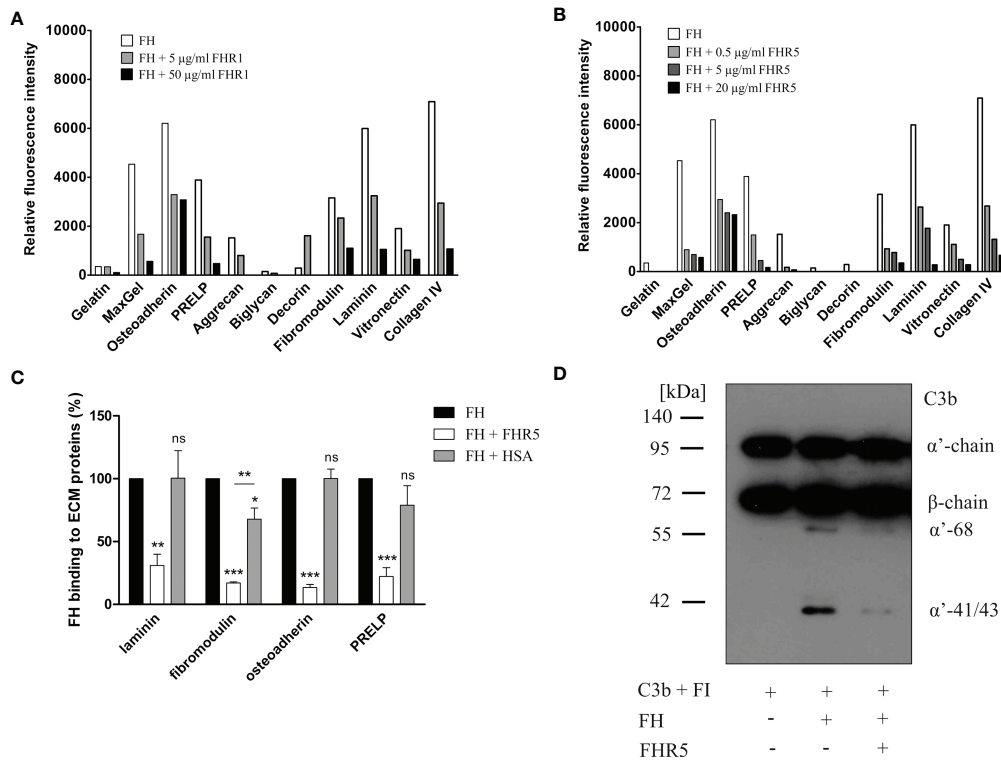 A
Relative fluorescence intensity
10000
8000
6000
4000
2000
0
FH
FH + 5 µg/ml FHR1
FH + 50 µg/ml FHR1
Gelatin
MaxGel
Osteoadherin
PRELP
Aggrecan
Biglycan
Decorin
Fibromodulin
Laminin
Vitronectin
Collagen IV
B
Relative fluorescence intensity
10000
8000
6000
4000
2000
0
FH
FH + 0.5 µg/ml FHR5
FH + 5 µg/ml FHR5
FH + 20 µg/ml FHR5
Gelatin
MaxGel
Osteoadherin
PRELP
Aggrecan
Biglycan
Decorin
Fibromodulin
Laminin
Vitronectin
Collagen IV
C
FH binding to ECM proteins (%)
150
100
50
0
FH
FH + FHR5
FH + HSA
**
ns
***
**
*
***
ns
***
ns
laminin
fibromodulin
osteoadherin
PRELP
D
[kDa]
140
95
72
55
42
C3b
α'-chain
β-chain
α'-68
α'-41/43
C3b + FI + + +
FH - + +
FHR5 - - +